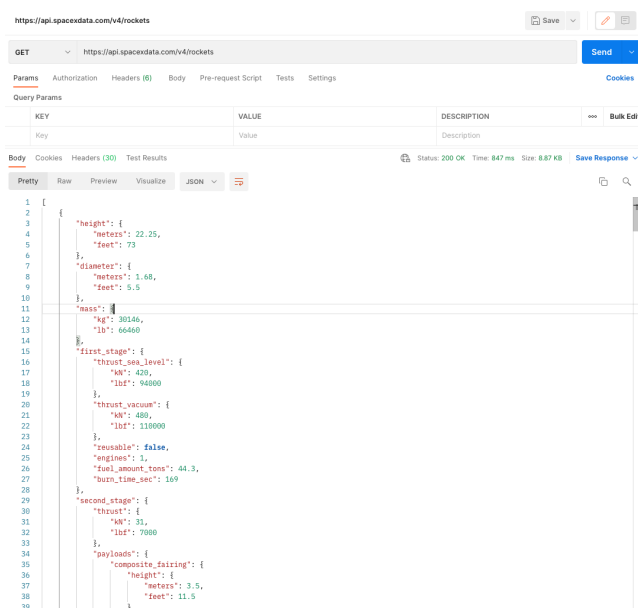 https://api.spacexdata.com/v4/rockets
Save
GET https://api.spacexdata.com/v4/rockets Send
Params Authorization Headers (6) Body Pre-request Script Tests Settings Cookies
Query Params
KEY VALUE DESCRIPTION ooo Bulk Edi
Key Value Description
Body Cookies Headers (30) Test Results Status: 200 OK Time: 847 ms Size: 8.87 KB Save Response
Pretty Raw Preview Visualize JSON
1 [
2 {
3 "height": {
4 "meters": 22.25,
5 "feet": 73
6 },
7 "diameter": {
8 "meters": 1.68,
9 "feet": 5.5
10 },
11 "mass": {
12 "kg": 30146,
13 "lb": 66460
14 },
15 "first_stage": {
16 "thrust_sea_level": {
17 "kN": 420,
18 "lbf": 94000
19 },
20 "thrust_vacuum": {
21 "kN": 480,
22 "lbf": 110000
23 },
24 "reusable": false,
25 "engines": 1,
26 "fuel_amount_tons": 44.3,
27 "burn_time_sec": 169
28 },
29 "second_stage": {
30 "thrust": {
31 "kN": 31,
32 "lbf": 7000
33 },
34 "payloads": {
35 "composite_fairing": {
36 "height": {
37 "meters": 3.5,
38 "feet": 11.5
39 }